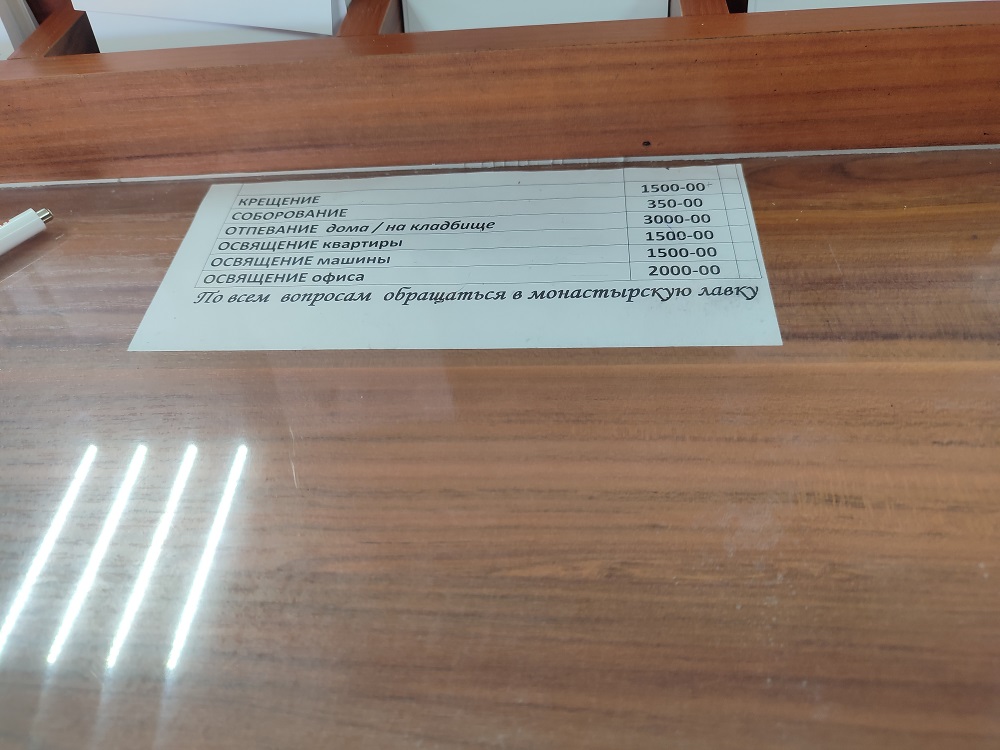 КРЕЩЕНИЕ 1500-00
СОБОРОВАНИЕ 350-00
ОТПЕВАНИЕ дома / на кладбище 3000-00
ОСВЯЩЕНИЕ квартиры 1500-00
ОСВЯЩЕНИЕ машины 1500-00
ОСВЯЩЕНИЕ офиса 2000-00
По всем вопросам обращаться в монастырскую лавку